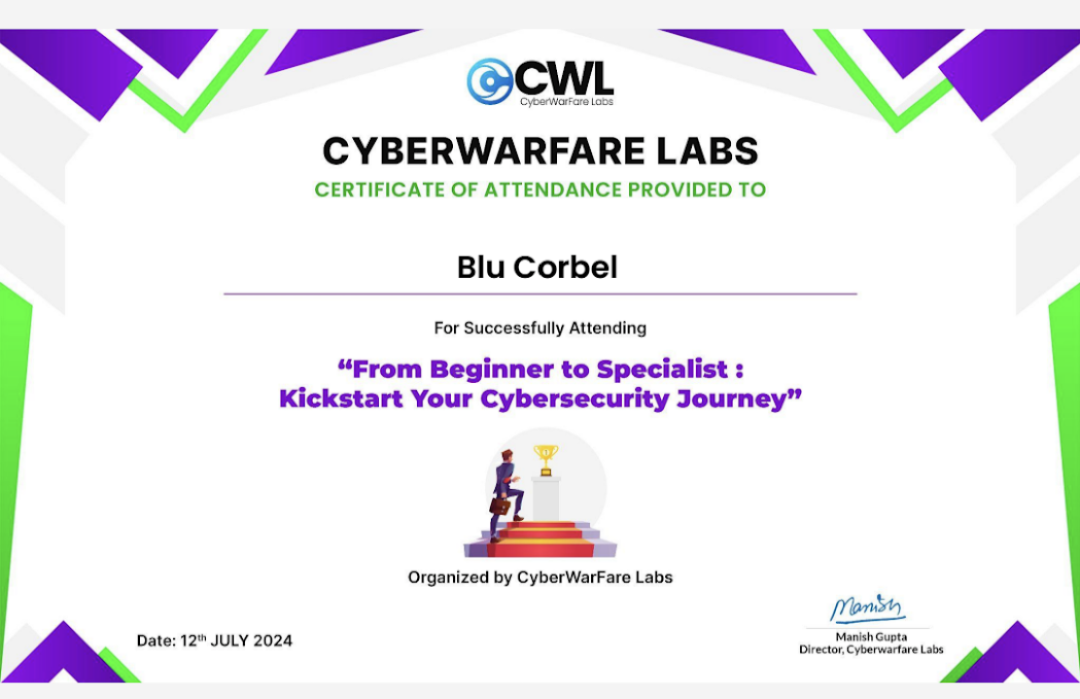 CWL
CyberWarFare Labs
CYBERWARFARE LABS
CERTIFICATE OF ATTENDANCE PROVIDED TO
Blu Corbel
For Successfully Attending
“From Beginner to Specialist :
Kickstart Your Cybersecurity Journey”
Organized by CyberWarFare Labs
Manish
Date: 12th JULY 2024
Manish Gupta
Director, Cyberwarfare Labs